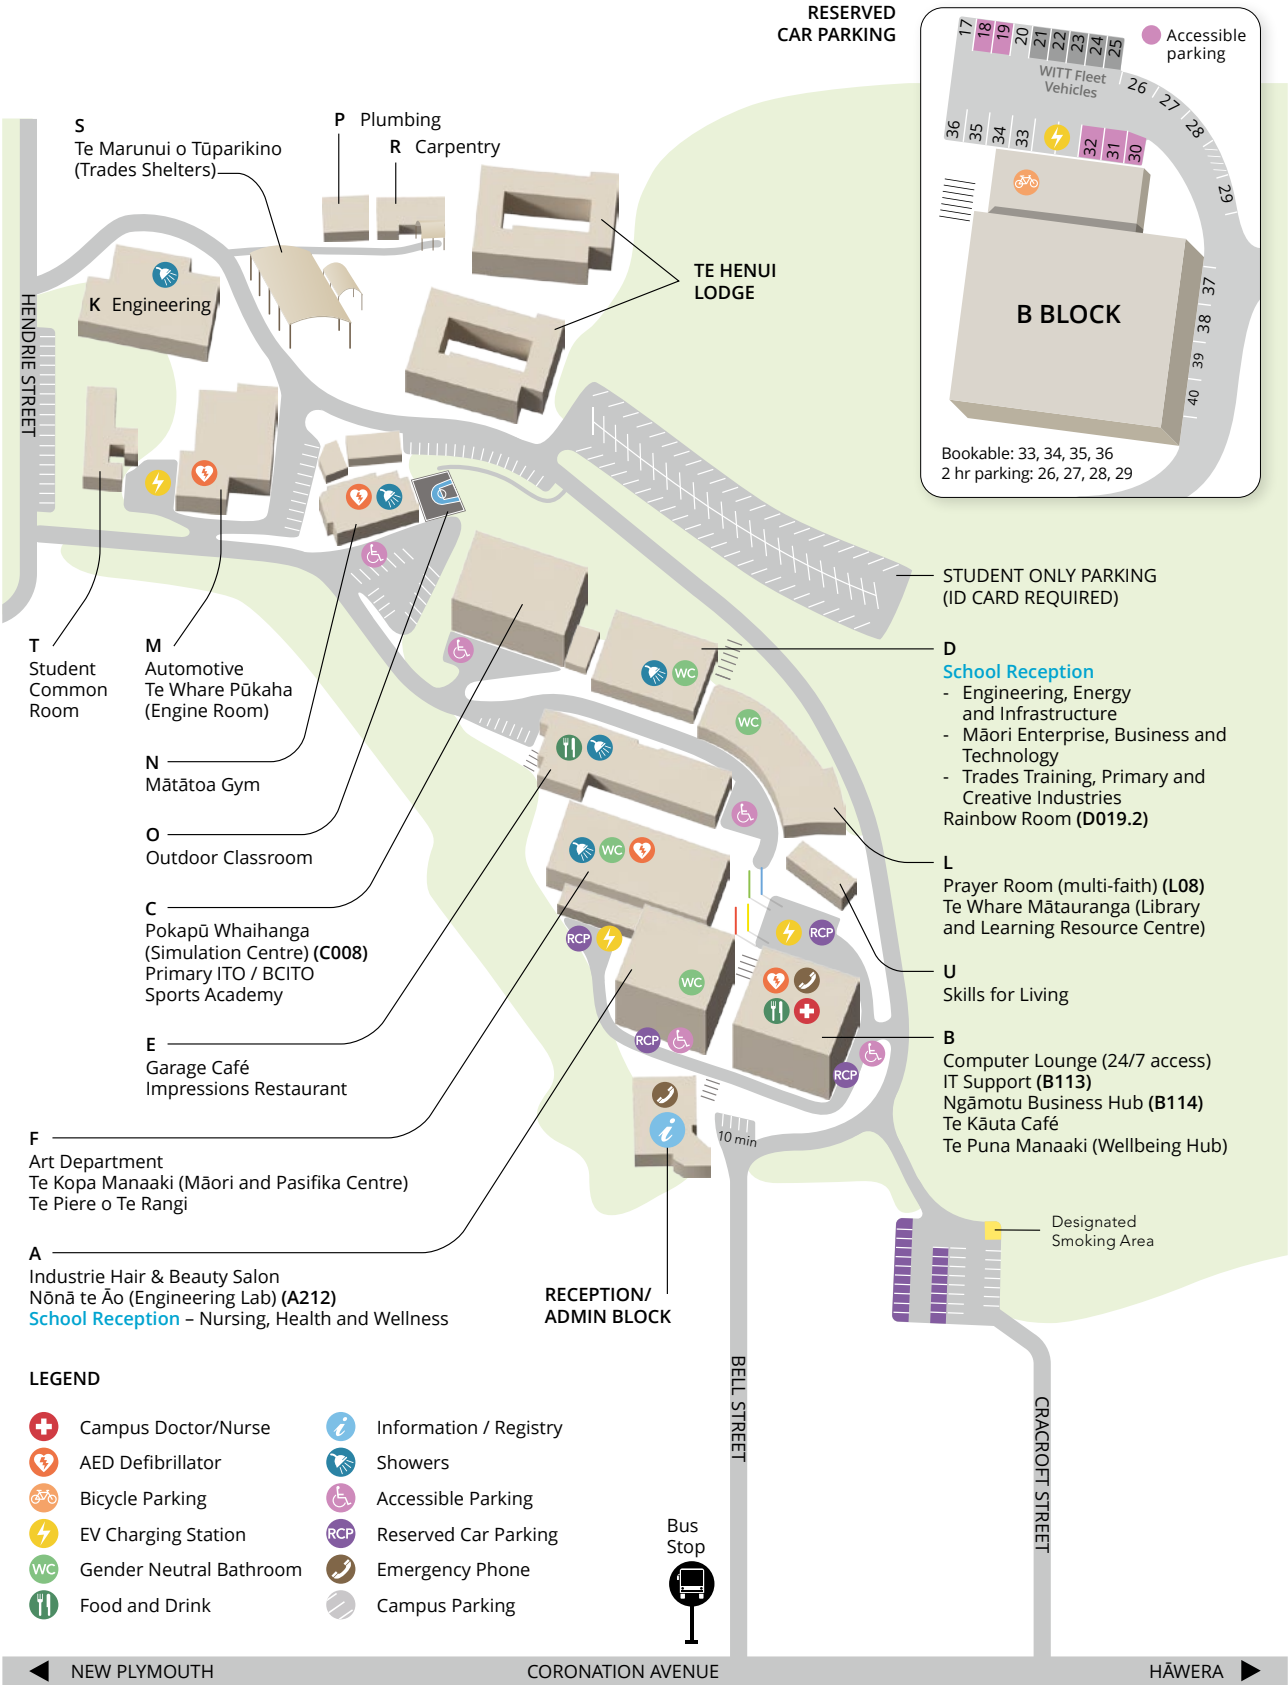 RESERVED
CAR PARKING
17
18
19
20
21
22
23
24
25
Accessible
parking
WITT Fleet
Vehicles
26
27
28
29
36
35
34
33
32
31
30
37
38
39
40
B BLOCK
Bookable: 33, 34, 35, 36
2 hr parking: 26, 27, 28, 29
S
Te Marunui o Tūparikino
(Trades Shelters)
P Plumbing
R Carpentry
TE HENUI
LODGE
K Engineering
HENDRIE STREET
STUDENT ONLY PARKING
(ID CARD REQUIRED)
T
Student
Common
Room
M
Automotive
Te Whare Pūkaha
(Engine Room)
N
Mātātoa Gym
O
Outdoor Classroom
C
Pokapū Whaihanga
(Simulation Centre) (C008)
Primary ITO / BCITO
Sports Academy
E
Garage Café
Impressions Restaurant
F
Art Department
Te Kopa Manaaki (Māori and Pasifika Centre)
Te Piere o Te Rangi
A
Industrie Hair & Beauty Salon
Nōnā te Āo (Engineering Lab) (A212)
School Reception – Nursing, Health and Wellness
D
School Reception
- Engineering, Energy
and Infrastructure
- Māori Enterprise, Business and
Technology
- Trades Training, Primary and
Creative Industries
Rainbow Room (D019.2)
L
Prayer Room (multi-faith) (L08)
Te Whare Mātauranga (Library
and Learning Resource Centre)
U
Skills for Living
B
Computer Lounge (24/7 access)
IT Support (B113)
Ngāmotu Business Hub (B114)
Te Kāuta Café
Te Puna Manaaki (Wellbeing Hub)
WC
WC
WC
RCP
RCP
WC
RCP
RCP
i
10 min
Designated
Smoking Area
RECEPTION/
ADMIN BLOCK
BELL STREET
CRACROFT STREET
LEGEND
Campus Doctor/Nurse
AED Defibrillator
Bicycle Parking
EV Charging Station
WC Gender Neutral Bathroom
Food and Drink
i Information / Registry
Showers
Accessible Parking
RCP Reserved Car Parking
Emergency Phone
Campus Parking
Bus
Stop
NEW PLYMOUTH
CORONATION AVENUE
HĀWERA